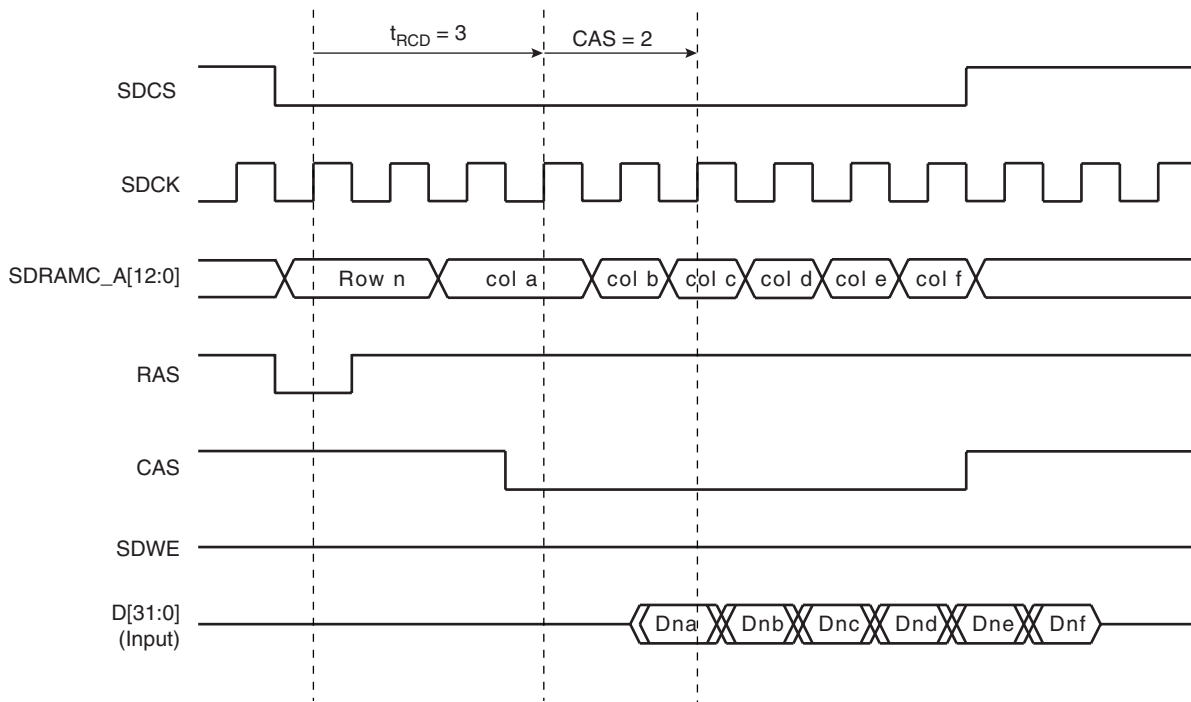 tRCD = 3
CAS = 2
SDCS
SDCK
SDRAMC_A[12:0]
Row n
col a
col b
col c
col d
col e
col f
RAS
CAS
SDWE
D[31:0]
(Input)
Dna
Dnb
Dnc
Dnd
Dne
Dnf